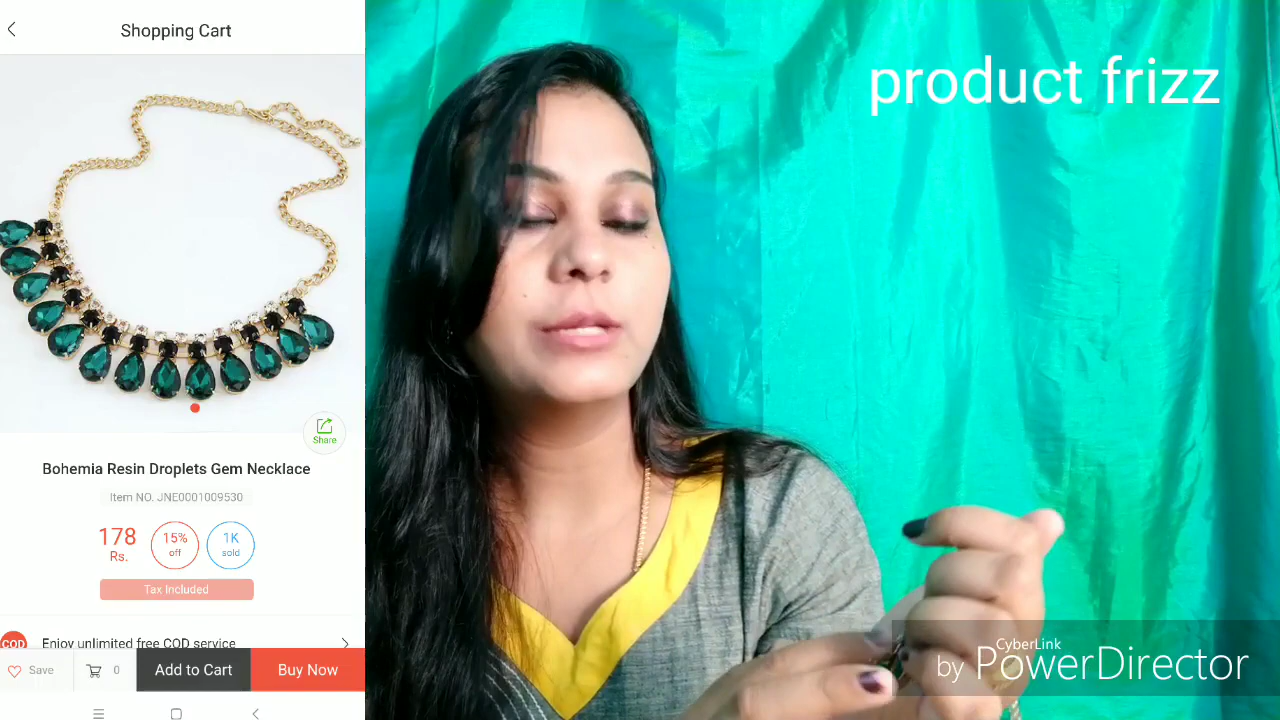 Shopping Cart
Share
Bohemia Resin Droplets Gem Necklace
Item NO. JNE0001009530
178
Rs.
15%
off
1K
sold
Tax Included
COD
Enjoy unlimited free COD service
Save
0
Add to Cart
Buy Now
product frizz
CyberLink
by PowerDirector